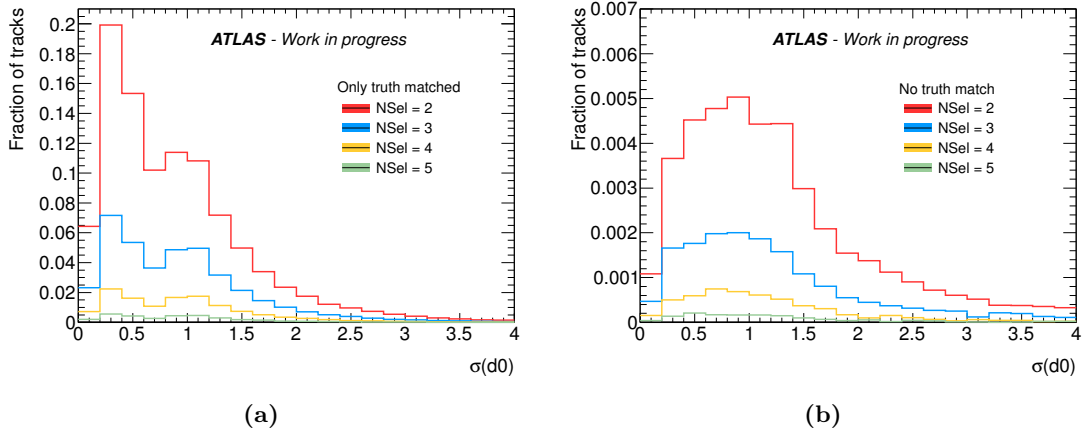 Fraction of tracks
0.2
0.18
0.16
0.14
0.12
0.1
0.08
0.06
0.04
0.02
0
ATLAS - Work in progress
Only truth matched
NSel = 2
NSel = 3
NSel = 4
NSel = 5
0 0.5 1 1.5 2 2.5 3 3.5 4
σ(d0)
(a)
Fraction of tracks
0.007
0.006
0.005
0.004
0.003
0.002
0.001
0
ATLAS - Work in progress
No truth match
NSel = 2
NSel = 3
NSel = 4
NSel = 5
0 0.5 1 1.5 2 2.5 3 3.5 4
σ(d0)
(b)